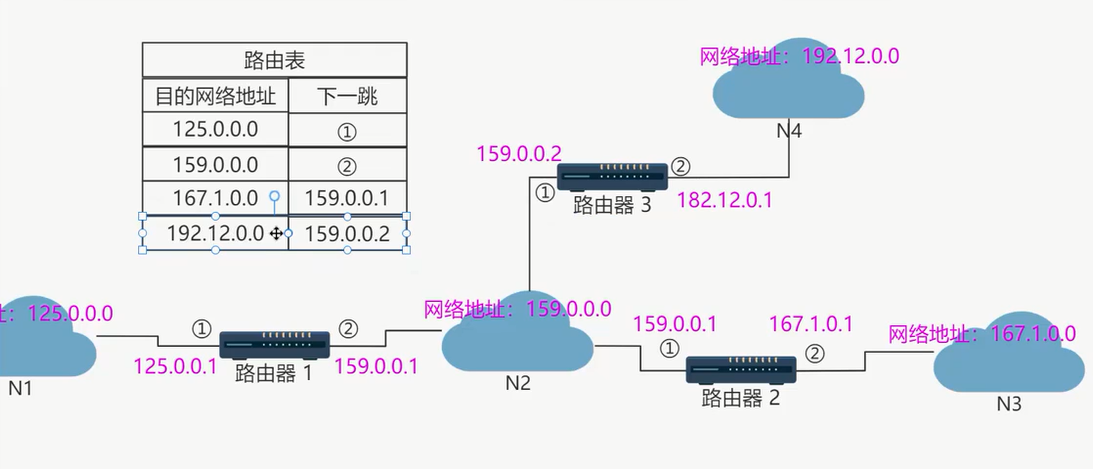 路由表
目的网络地址 下一跳
125.0.0.0 ①
159.0.0.0 ②
167.1.0.0 159.0.0.1
192.12.0.0 159.0.0.2
网络地址：192.12.0.0
N4
159.0.0.2
①
②
路由器 3
182.12.0.1
址：125.0.0.0
N1
①
②
125.0.0.1
路由器 1
159.0.0.1
网络地址：159.0.0.0
N2
159.0.0.1
①
167.1.0.1
②
路由器 2
网络地址：167.1.0.0
N3